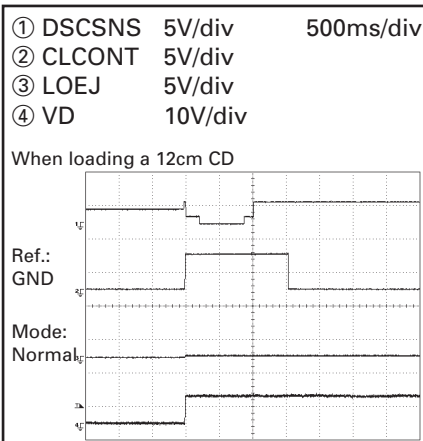 ① DSCSNS 5V/div 500ms/div
② CLCONT 5V/div
③ LOEJ 5V/div
④ VD 10V/div
When loading a 12cm CD
Ref.:
GND
Mode:
Normal